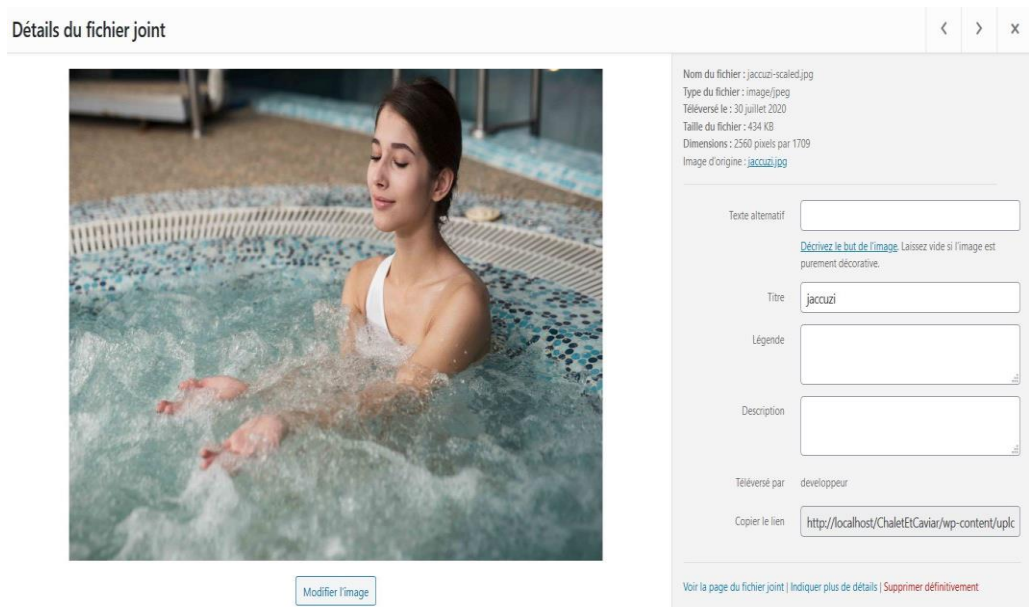 Détails du fichier joint
Nom du fichier : jaccuzi-scaled.jpg
Type du fichier : image/jpeg
Téléversé le : 30 juillet 2020
Taille du fichier : 434 KB
Dimensions : 2560 pixels par 1709
Image d'origine : jaccuzi.jpg
Texte alternatif
Décrivez le but de l'image. Laissez vide si l'image est
purement décorative.
Titre jaccuzi
Légende
Description
Téléversé par developpeur
Copier le lien http://localhost/ChaletEtCaviar/wp-content/uplc
Voir la page du fichier joint | Indiquer plus de détails | Supprimer définitivement
Modifier l'image